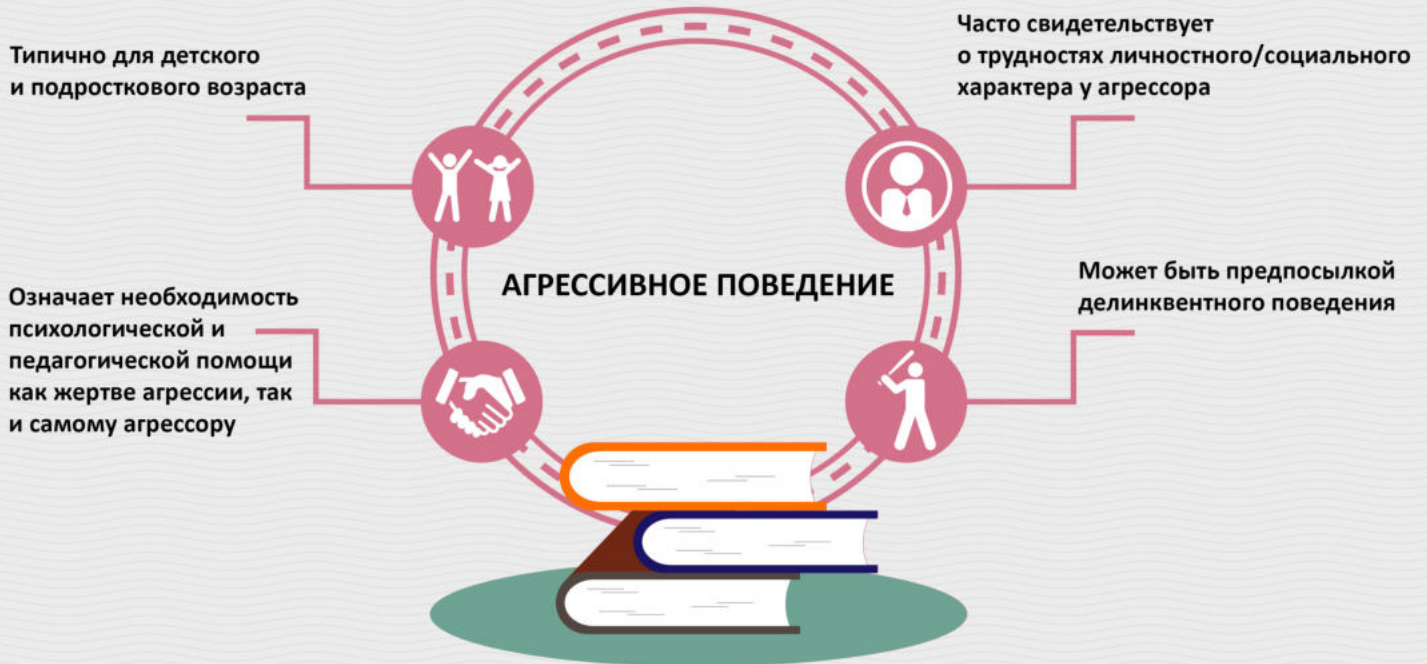 Типично для детского
и подросткового возраста
Часто свидетельствует
о трудностях личностного/социального
характера у агрессора
АГРЕССИВНОЕ ПОВЕДЕНИЕ
Означает необходимость
психологической и
педагогической помощи
как жертве агрессии, так
и самому агрессору
Может быть предпосылкой
делинквентного поведения